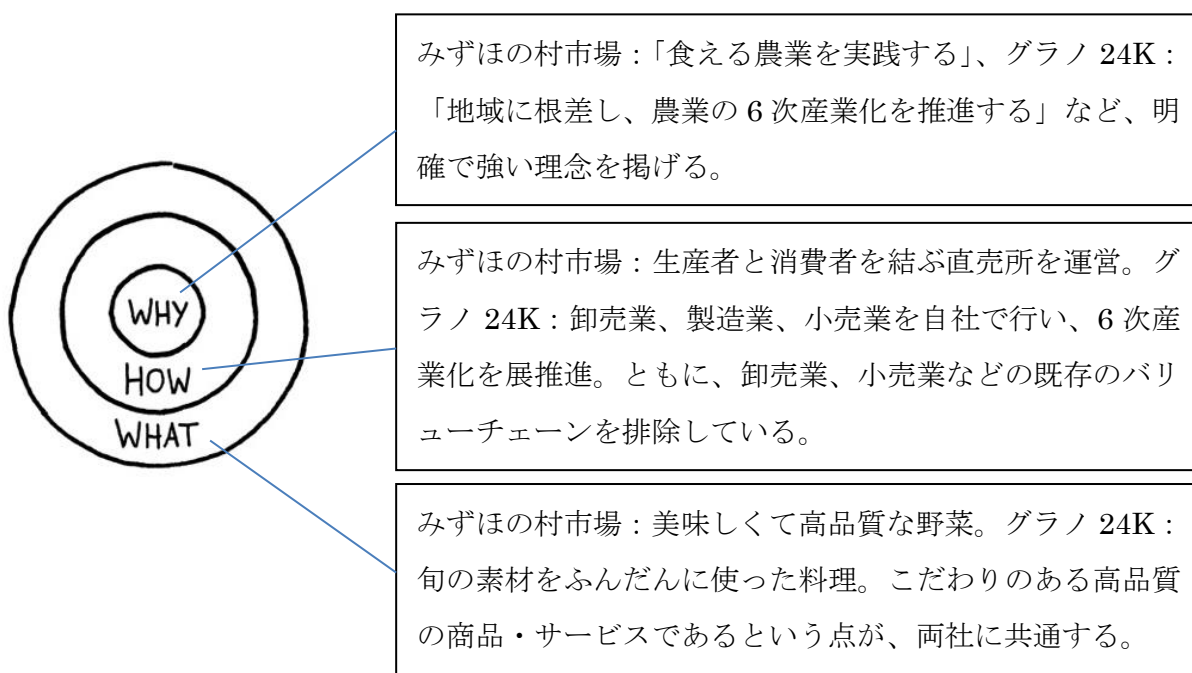 みずほの村市場：「食える農業を実践する」、グラノ 24K：
「地域に根差し、農業の 6 次産業化を推進する」など、明
確で強い理念を掲げる。
みずほの村市場：生産者と消費者を結ぶ直売所を運営。グ
ラノ 24K：卸売業、製造業、小売業を自社で行い、6 次産
業化を展推進。ともに、卸売業、小売業などの既存のバリ
ューチェーンを排除している。
みずほの村市場：美味しくて高品質な野菜。グラノ 24K：
旬の素材をふんだんに使った料理。こだわりのある高品質
の商品・サービスであるという点が、両社に共通する。
WHY
HOW
WHAT